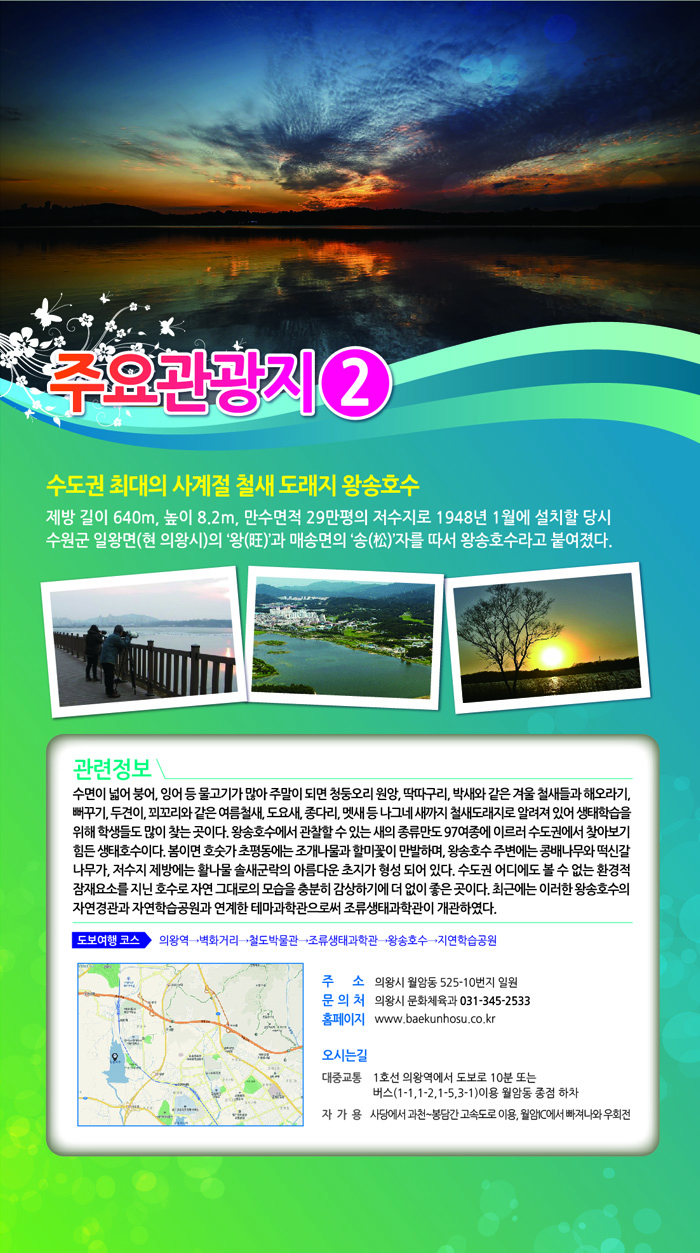 주요관광지 2
수도권 최대의 사계절 철새 도래지 왕송호수
제방 길이 640m, 높이 8.2m, 만수면적 29만평의 저수지로 1948년 1월에 설치할 당시
수원군 일왕면(현 의왕시)의 ‘왕(旺)’과 매송면의 ‘송(松)’자를 따서 왕송호수라고 붙여졌다.
관련정보
수면이 넓어 붕어, 잉어 등 물고기가 많아 주말이 되면 청둥오리 원앙, 딱따구리, 박새와 같은 겨울 철새들과 해오라기,
뻐꾸기, 두견이, 꾀꼬리와 같은 여름철새, 도요새, 종다리, 멧새 등 나그네 새까지 철새도래지로 알려져 있어 생태학습을
위해 학생들도 많이 찾는 곳이다. 왕송호수에서 관찰할 수 있는 새의 종류만도 97여종에 이르러 수도권에서 찾아보기
힘든 생태호수이다. 봄이면 호숫가 초평동에는 조개나물과 할미꽃이 만발하며, 왕송호수 주변에는 콩배나무와 떡신갈
나무가, 저수지 제방에는 활나물 솔새군락의 아름다운 초지가 형성 되어 있다. 수도권 어디에도 볼 수 없는 환경적
잠재요소를 지닌 호수로 자연 그대로의 모습을 충분히 감상하기에 더 없이 좋은 곳이다. 최근에는 이러한 왕송호수의
자연경관과 자연학습공원과 연계한 테마과학관으로써 조류생태과학관이 개관하였다.
도보여행 코스 의왕역→벽화거리→철도박물관→조류생태과학관→왕송호수→지연학습공원
주 소 의왕시 월암동 525-10번지 일원
문 의 처 의왕시 문화체육과 031-345-2533
홈페이지 www.baekunhosu.co.kr
오시는길
대중교통 1호선 의왕역에서 도보로 10분 또는
버스(1-1,1-2,1-5,3-1)이용 월암동 종점 하차
자 가 용 사당에서 과천~봉담간 고속도로 이용, 월암IC에서 빠져나와 우회전